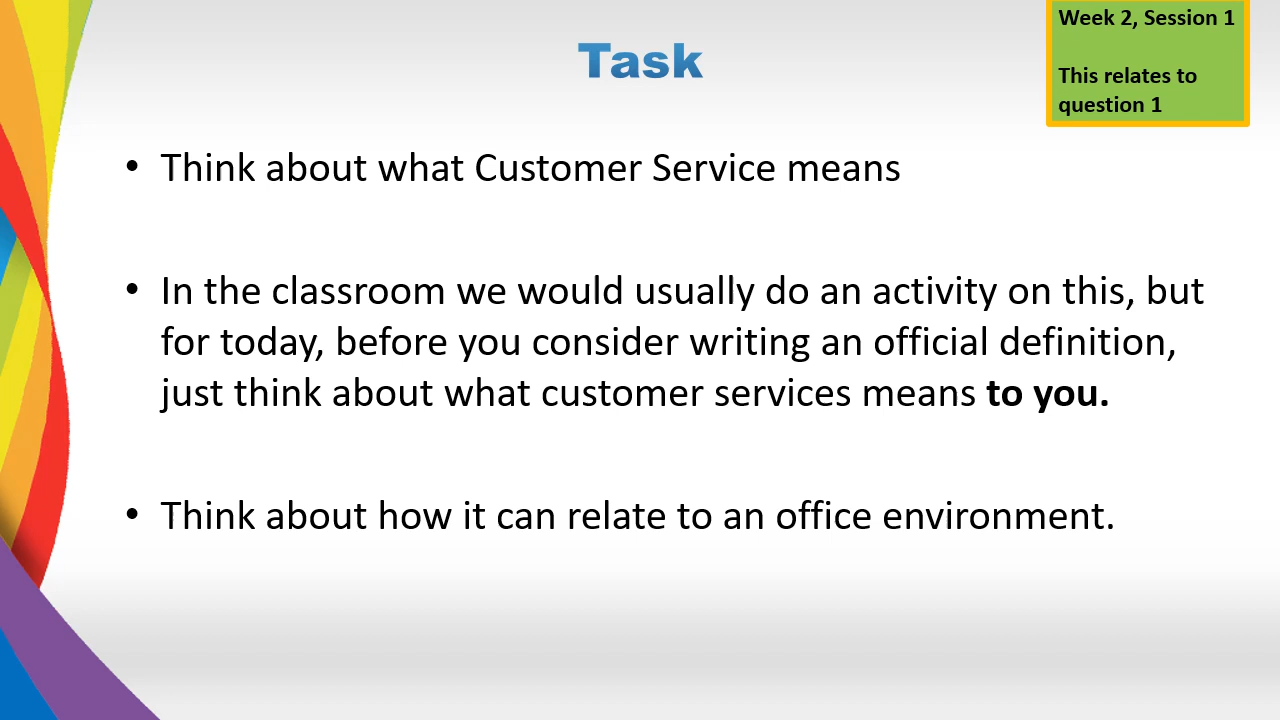 Task
Week 2, Session 1
This relates to
question 1
• Think about what Customer Service means
• In the classroom we would usually do an activity on this, but
for today, before you consider writing an official definition,
just think about what customer services means to you.
• Think about how it can relate to an office environment.